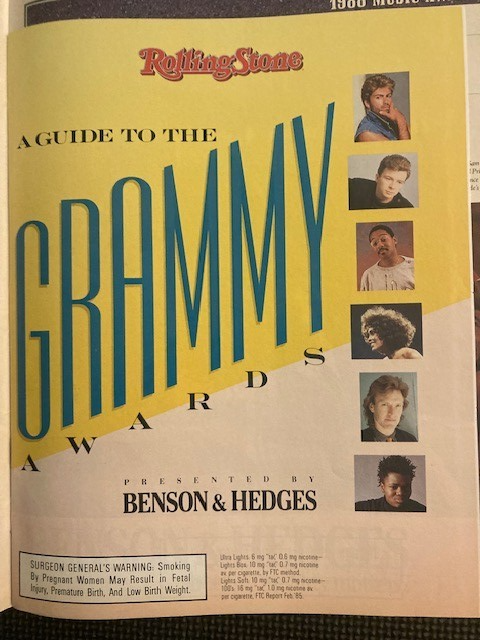 Rolling Stone
A GUIDE TO THE
GRAMMY
AWARDS
PRESENTED BY
BENSON & HEDGES
SURGEON GENERAL'S WARNING: Smoking
By Pregnant Women May Result in Fetal
Injury, Premature Birth, And Low Birth Weight.
Ultra Lights: 6 mg "tar," 0.6 mg nicotine—
Lights Box: 10 mg "tar," 0.7 mg nicotine
av. per cigarette, by FTC method.
Lights Soft: 10 mg "tar," 0.7 mg nicotine—
100's: 16 mg "tar," 1.0 mg nicotine av.
per cigarette, FTC Report Feb. '85.